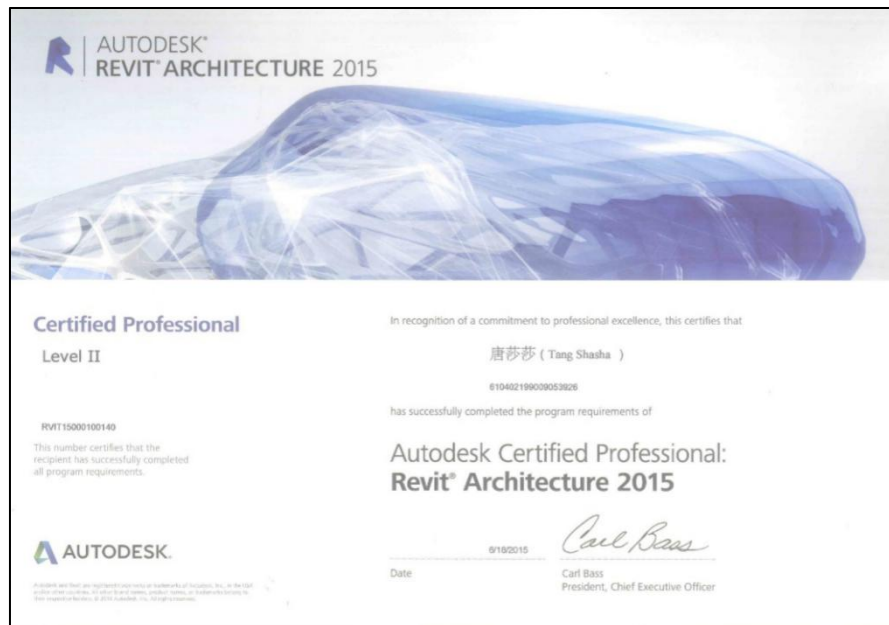 AUTODESK®
REVIT® ARCHITECTURE 2015
Certified Professional
Level II
RVIT15000100140
This number certifies that the
recipient has successfully completed
all program requirements.
AUTODESK®
In recognition of a commitment to professional excellence, this certifies that
唐莎莎 ( Tang Shasha )
610402199009053926
has successfully completed the program requirements of
Autodesk Certified Professional:
Revit® Architecture 2015
6/18/2015
Carl Bass
Date
Carl Bass
President, Chief Executive Officer